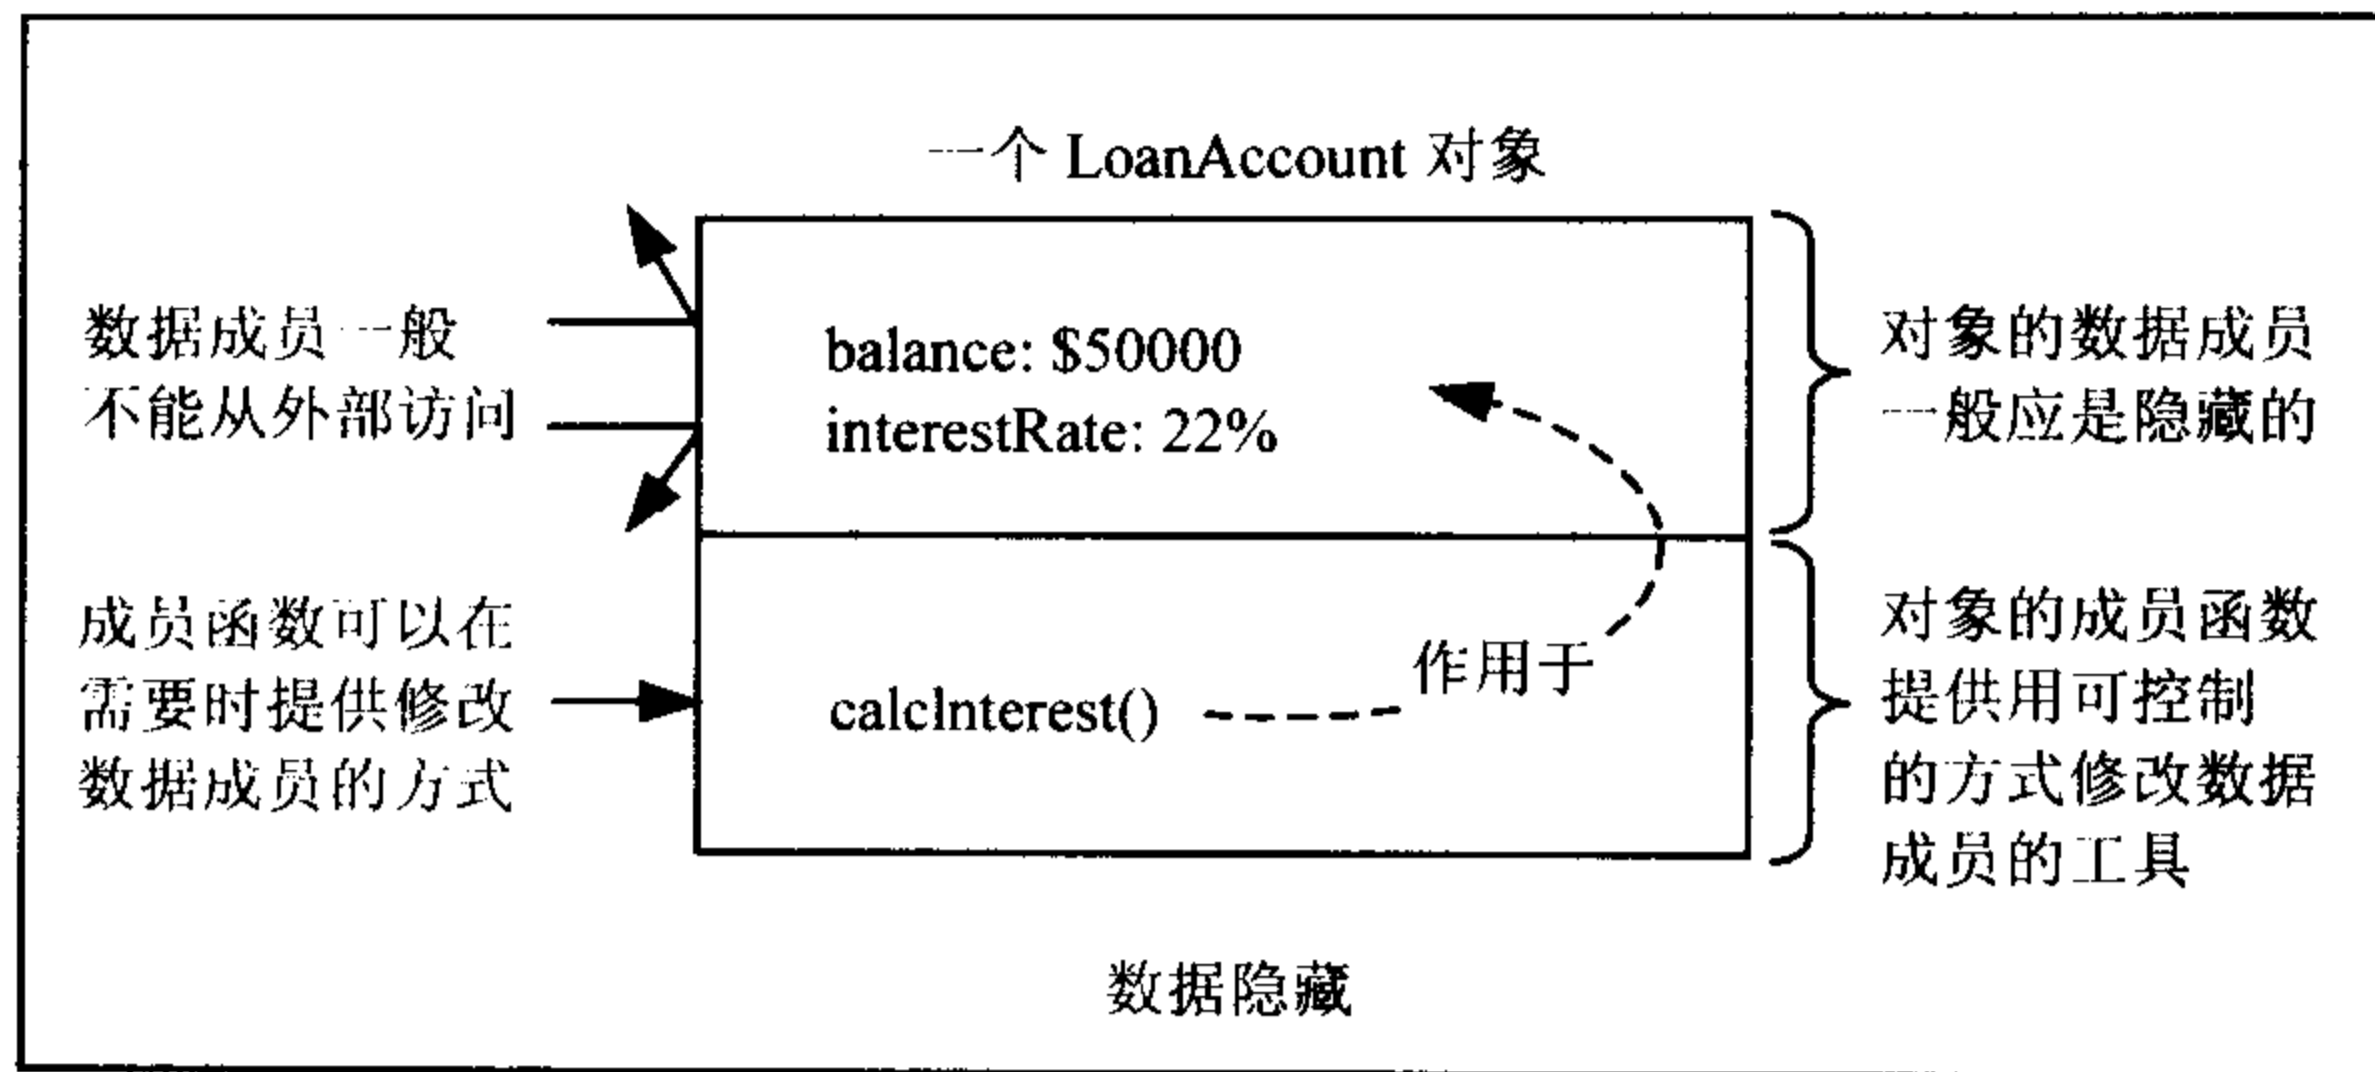 一个 LoanAccount 对象
数据成员一般
不能从外部访问
balance: $50000
interestRate: 22%
对象的数据成员
一般应是隐藏的
成员函数可以在
需要时提供修改
数据成员的方式
calcInterest()
作用于
对象的成员函数
提供用可控制
的方式修改数据
成员的工具
数据隐藏